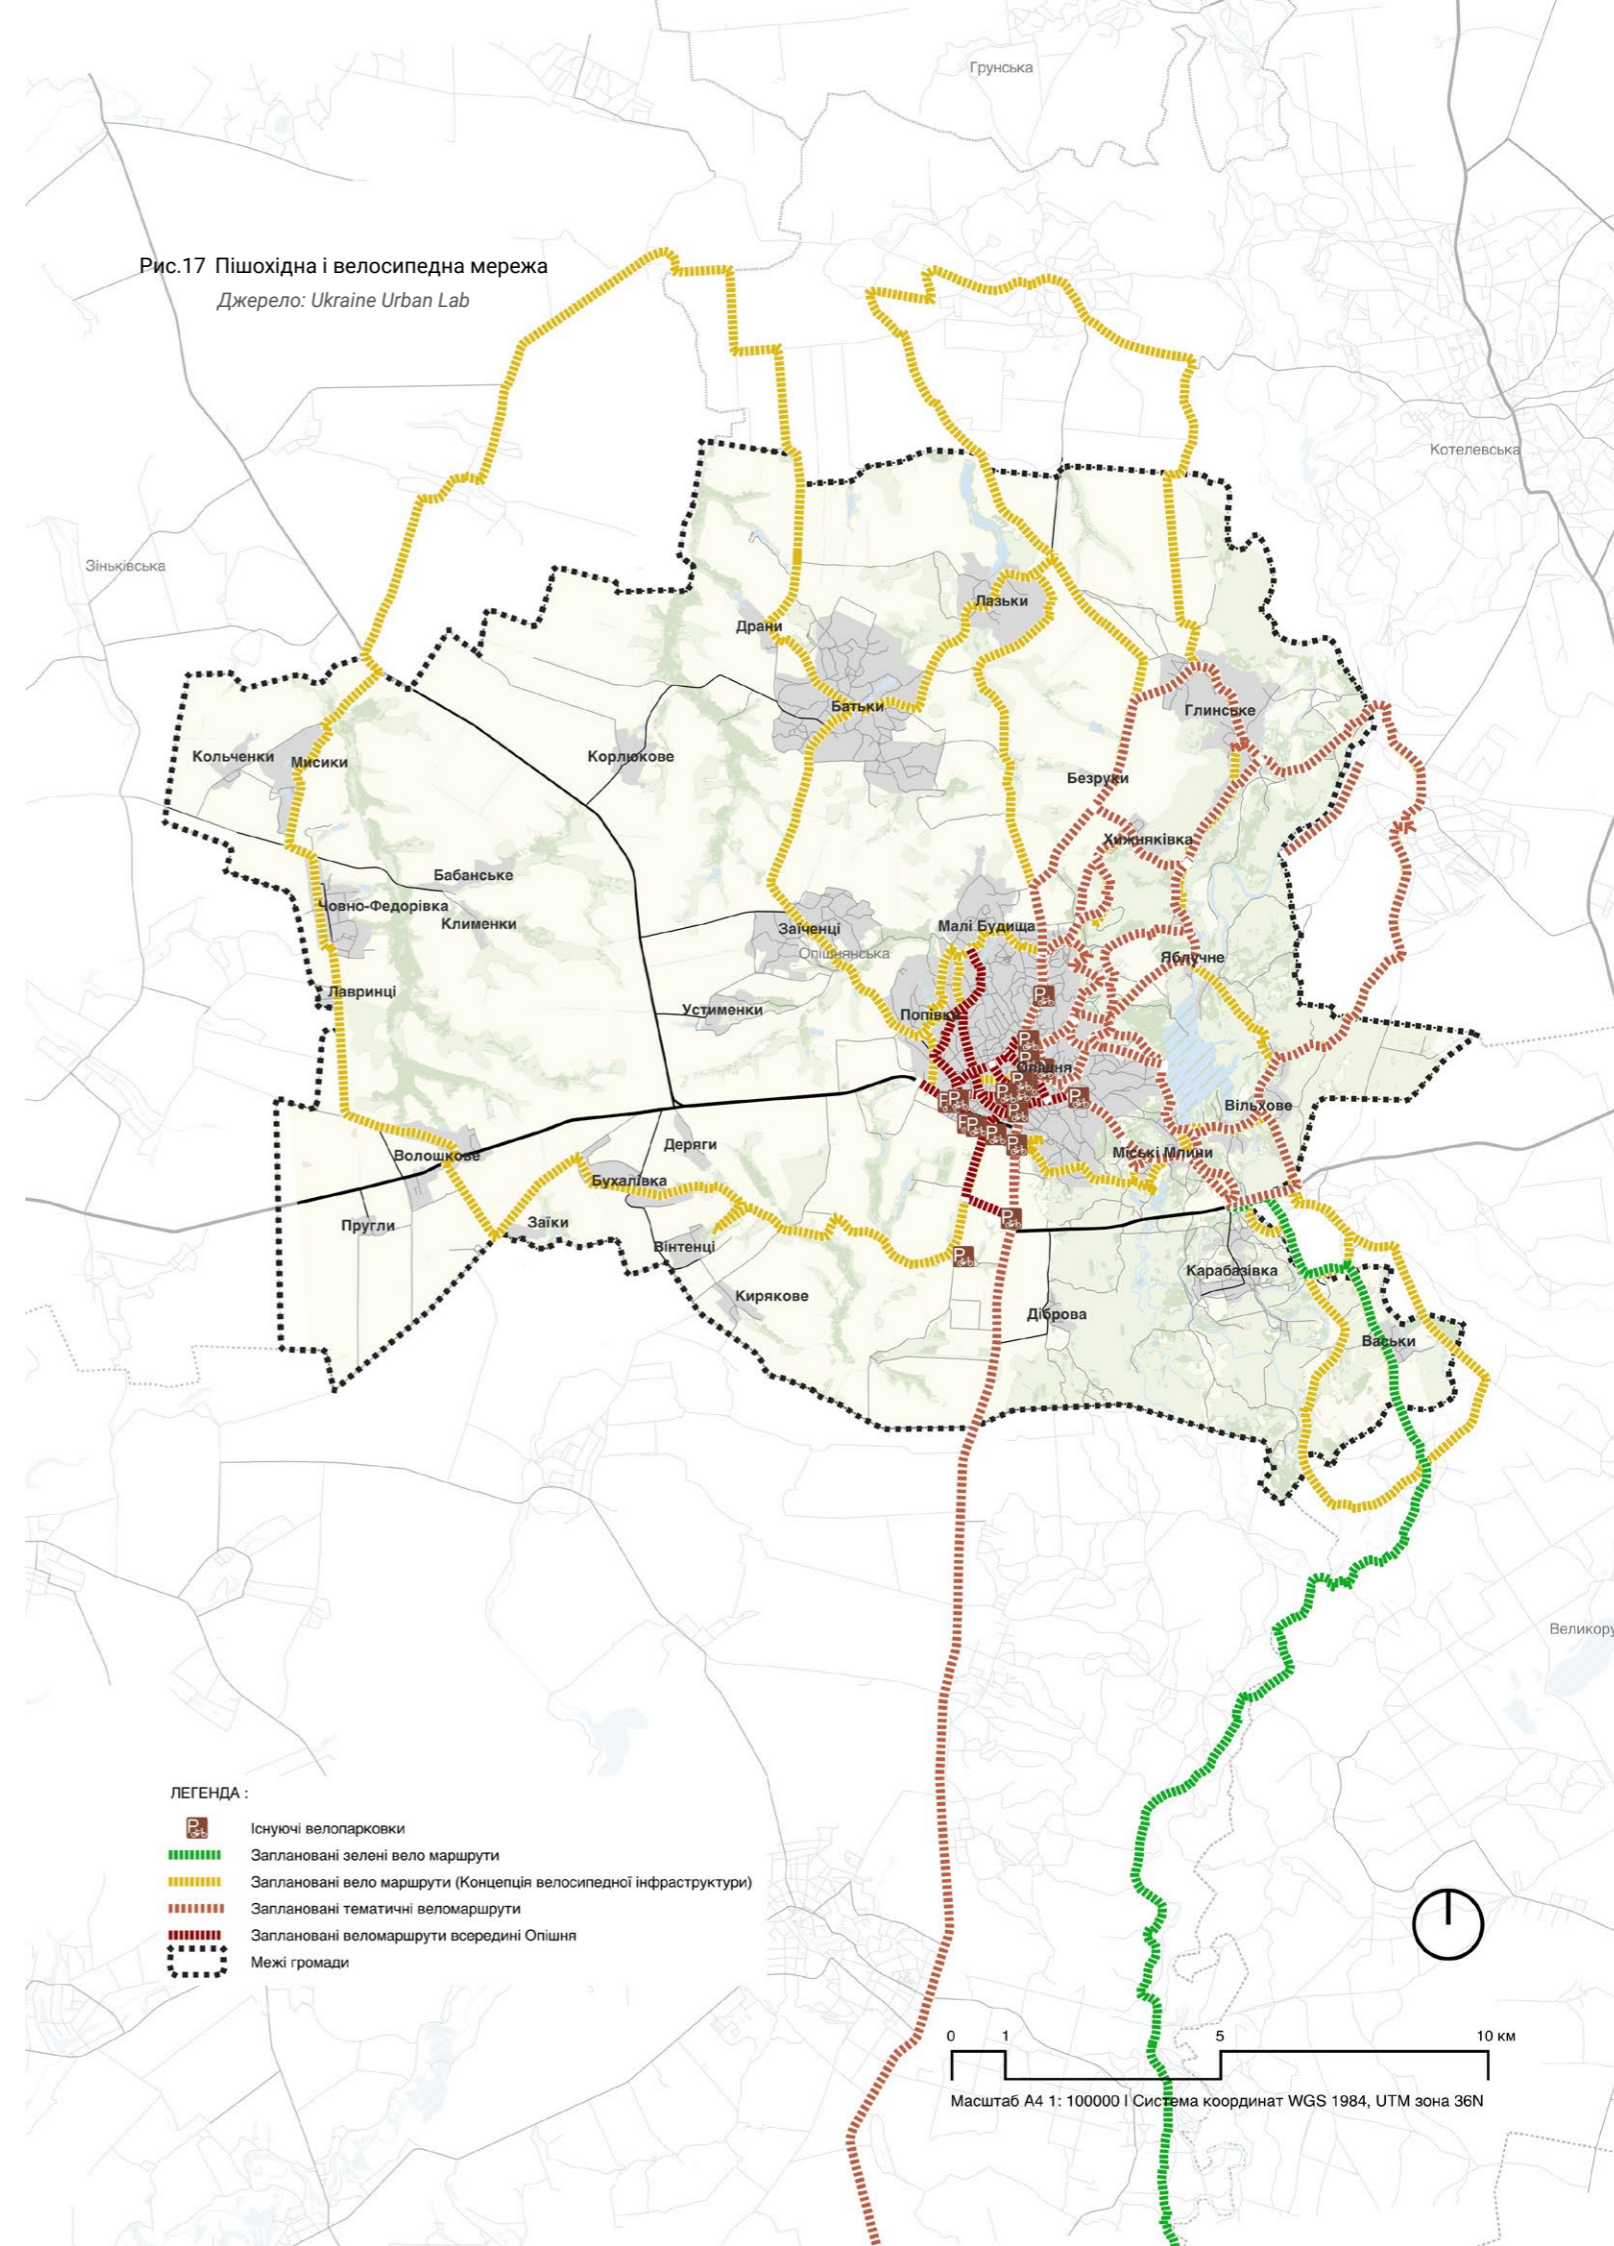 Грунська
Рис.17 Пішохідна і велосипедна мережа
Джерело: Ukraine Urban Lab
Котелевська
Зіньківська
Лазьки
Драни
Батьки
Глинське
Кольченки
Мисики
Корлюкове
Безруки
Хижняківка
Бабанське
Човно-Федорівка
Клименки
Заіченці
Малі Будища
Опішнянська
Яблучне
Лавринці
Устименки
Попівка
Опішня
Вільхове
Деряги
Волошкове
Міські Млини
Бухалівка
Пругли
Заїки
Вінтенці
Карабазівка
Кирякове
Діброва
Васьки
Великору
ЛЕГЕНДА :
Існуючі велопарковки
Заплановані зелені вело маршрути
Заплановані вело маршрути (Концепція велосипедної інфраструктури)
Заплановані тематичні веломаршрути
Заплановані веломаршрути всередині Опішня
Межі громади
0 1 5 10 км
Масштаб А4 1: 100000 | Система координат WGS 1984, UTM зона 36N